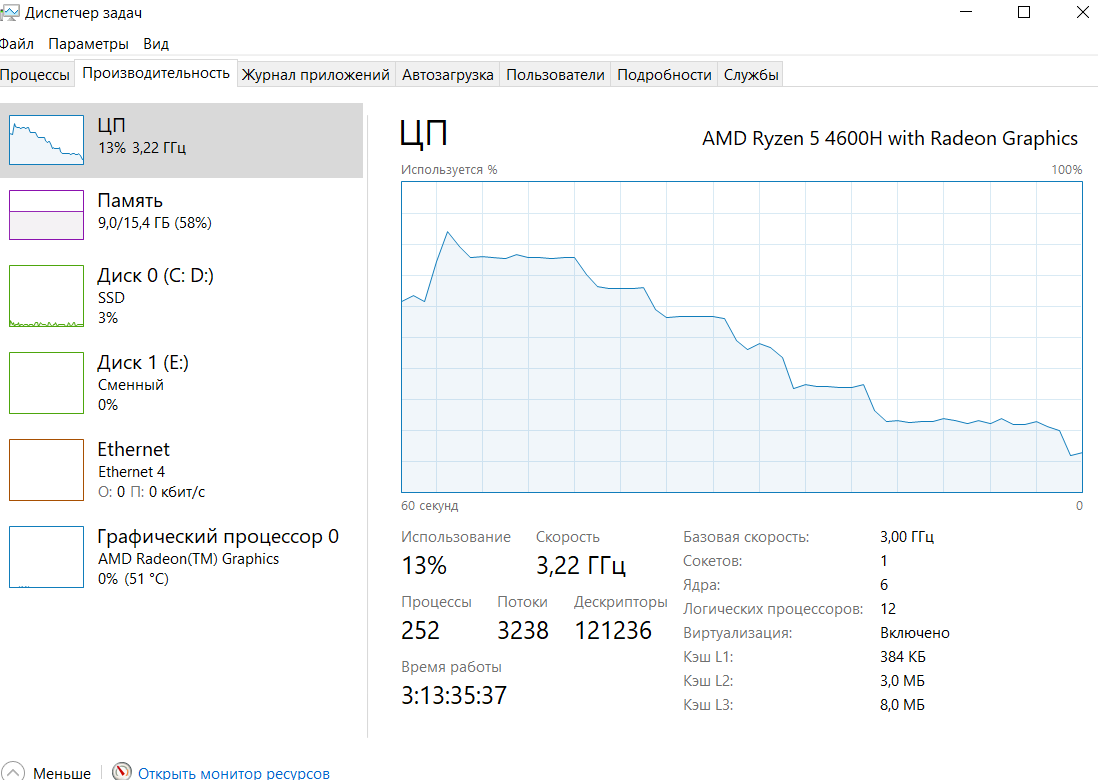 Диспетчер задач
Файл Параметры Вид
Процессы Производительность Журнал приложений Автозагрузка Пользователи Подробности Службы
ЦП
13% 3,22 ГГц
Память
9,0/15,4 ГБ (58%)
Диск 0 (C: D:)
SSD
3%
Диск 1 (E:)
Сменный
0%
Ethernet
Ethernet 4
О: 0 П: 0 кбит/с
Графический процессор 0
AMD Radeon(TM) Graphics
0% (51 °C)
ЦП AMD Ryzen 5 4600H with Radeon Graphics
Используется % 100%
60 секунд 0
Использование Скорость
13% 3,22 ГГц
Процессы Потоки Дескрипторы
252 3238 121236
Время работы
3:13:35:37
Базовая скорость: 3,00 ГГц
Сокетов: 1
Ядра: 6
Логических процессоров: 12
Виртуализация: Включено
Кэш L1: 384 КБ
Кэш L2: 3,0 МБ
Кэш L3: 8,0 МБ
Меньше Открыть монитор ресурсов